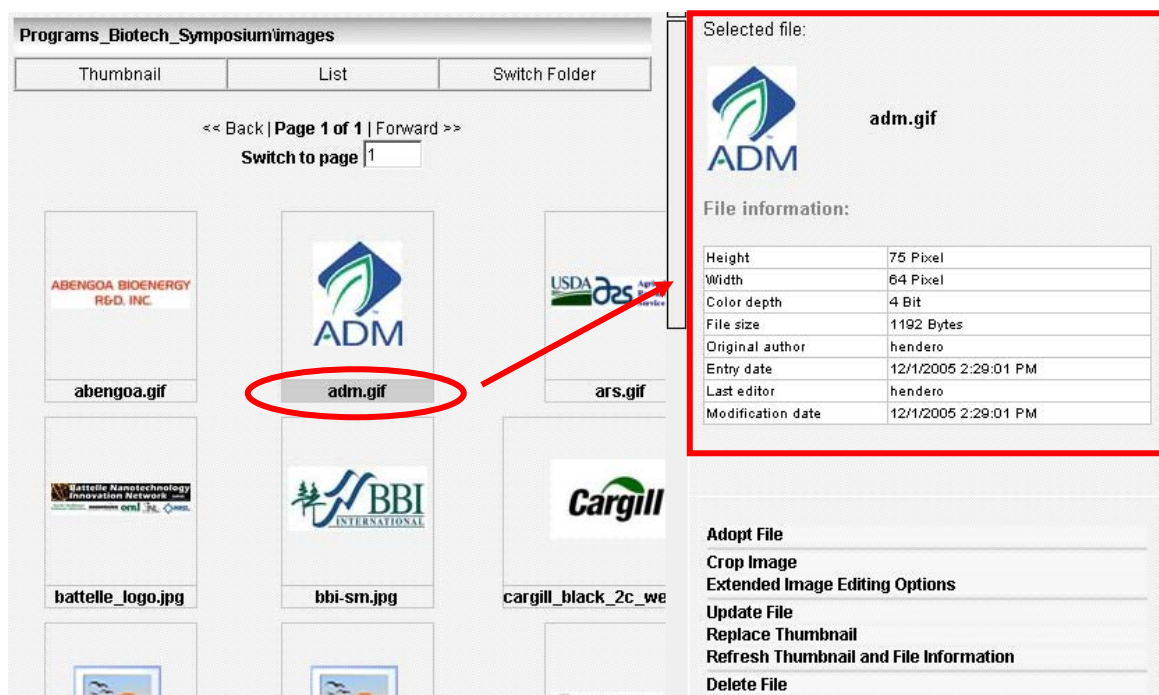 Programs_Biotech_Symposium\images
Thumbnail List Switch Folder
<< Back | Page 1 of 1 | Forward >>
Switch to page 1
ABENGOA BIOENERGY
R&D, INC.
ADM
USDA ars
Service
abengoa.gif adm.gif ars.gif
Battelle Nanotechnology
Innovation Network
ornl
BBI
INTERNATIONAL
Cargill
battelle_logo.jpg bbi-sm.jpg cargill_black_2c_we
Selected file:
ADM
adm.gif
File information:
Height 75 Pixel
Width 64 Pixel
Color depth 4 Bit
File size 1192 Bytes
Original author hendero
Entry date 12/1/2005 2:29:01 PM
Last editor hendero
Modification date 12/1/2005 2:29:01 PM
Adopt File
Crop Image
Extended Image Editing Options
Update File
Replace Thumbnail
Refresh Thumbnail and File Information
Delete File